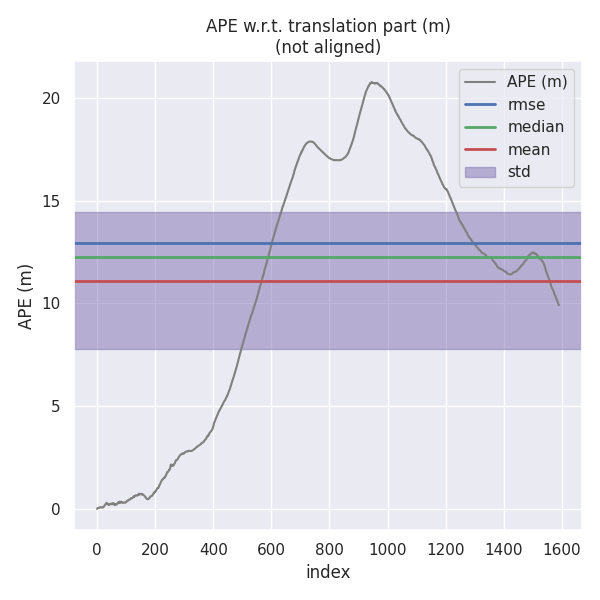 APE w.r.t. translation part (m)
(not aligned)
APE (m)
rmse
median
mean
std
20
15
10
5
0
APE (m)
0 200 400 600 800 1000 1200 1400 1600
index